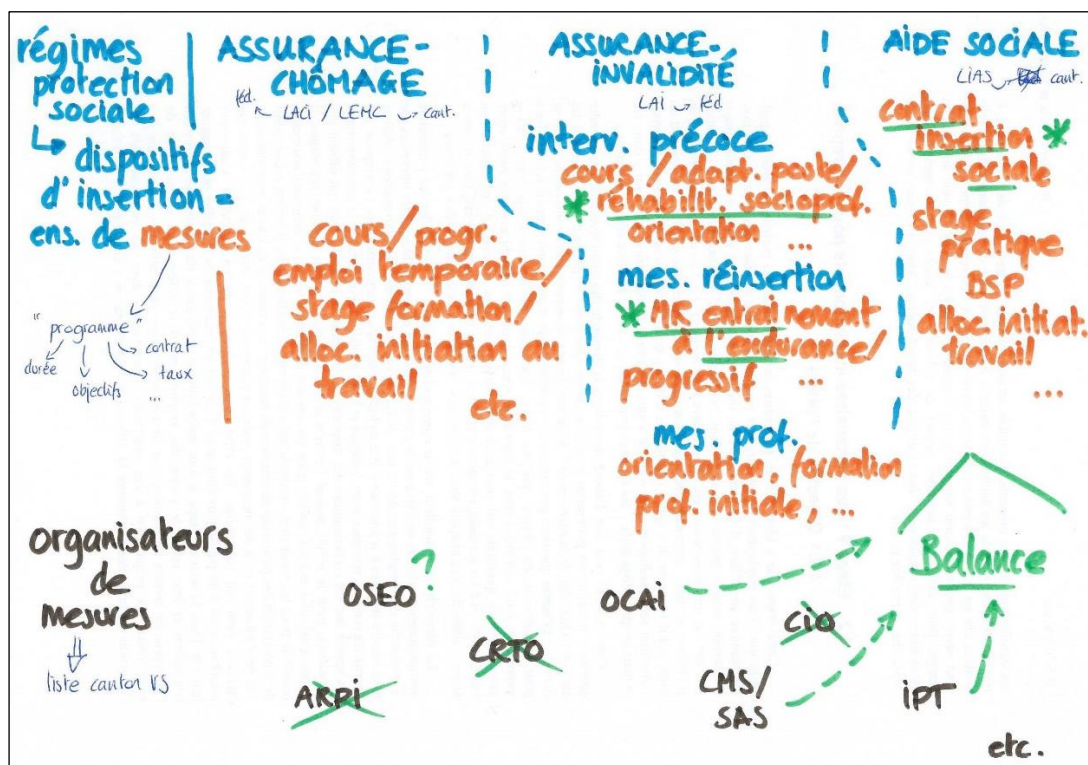 régimes
protection
sociale
↳ dispositifs
d'insertion =
ens. de mesures
"programme"
durée
objectifs
contrat
taux
...
ASSURANCE-
CHÔMAGE
féd. ← LACi / LEMC → cant.
cours / progr.
emploi temporaire /
stage formation /
alloc. initiation au
travail
etc.
ASSURANCE-
INVALIDITÉ
LAI → féd
interv. précoce
cours / adapt. poste /
* réhabilit. socioprof.
orientation ...
mes. réinsertion
* MR entrainement
à l'endurance /
progressif ...
mes. prof.
orientation, formation
prof. initiale, ...
AIDE SOCIALE
LIAS → cant.
contrat
insertion *
sociale
stage
pratique
BSP
alloc. initiat.
travail
...
organisateurs
de
mesures
⇓
liste canton VS
OSEO ?
ARPi
CRTO
OCAi
CiO
CMS/
SAS
Balance
iPT
etc.